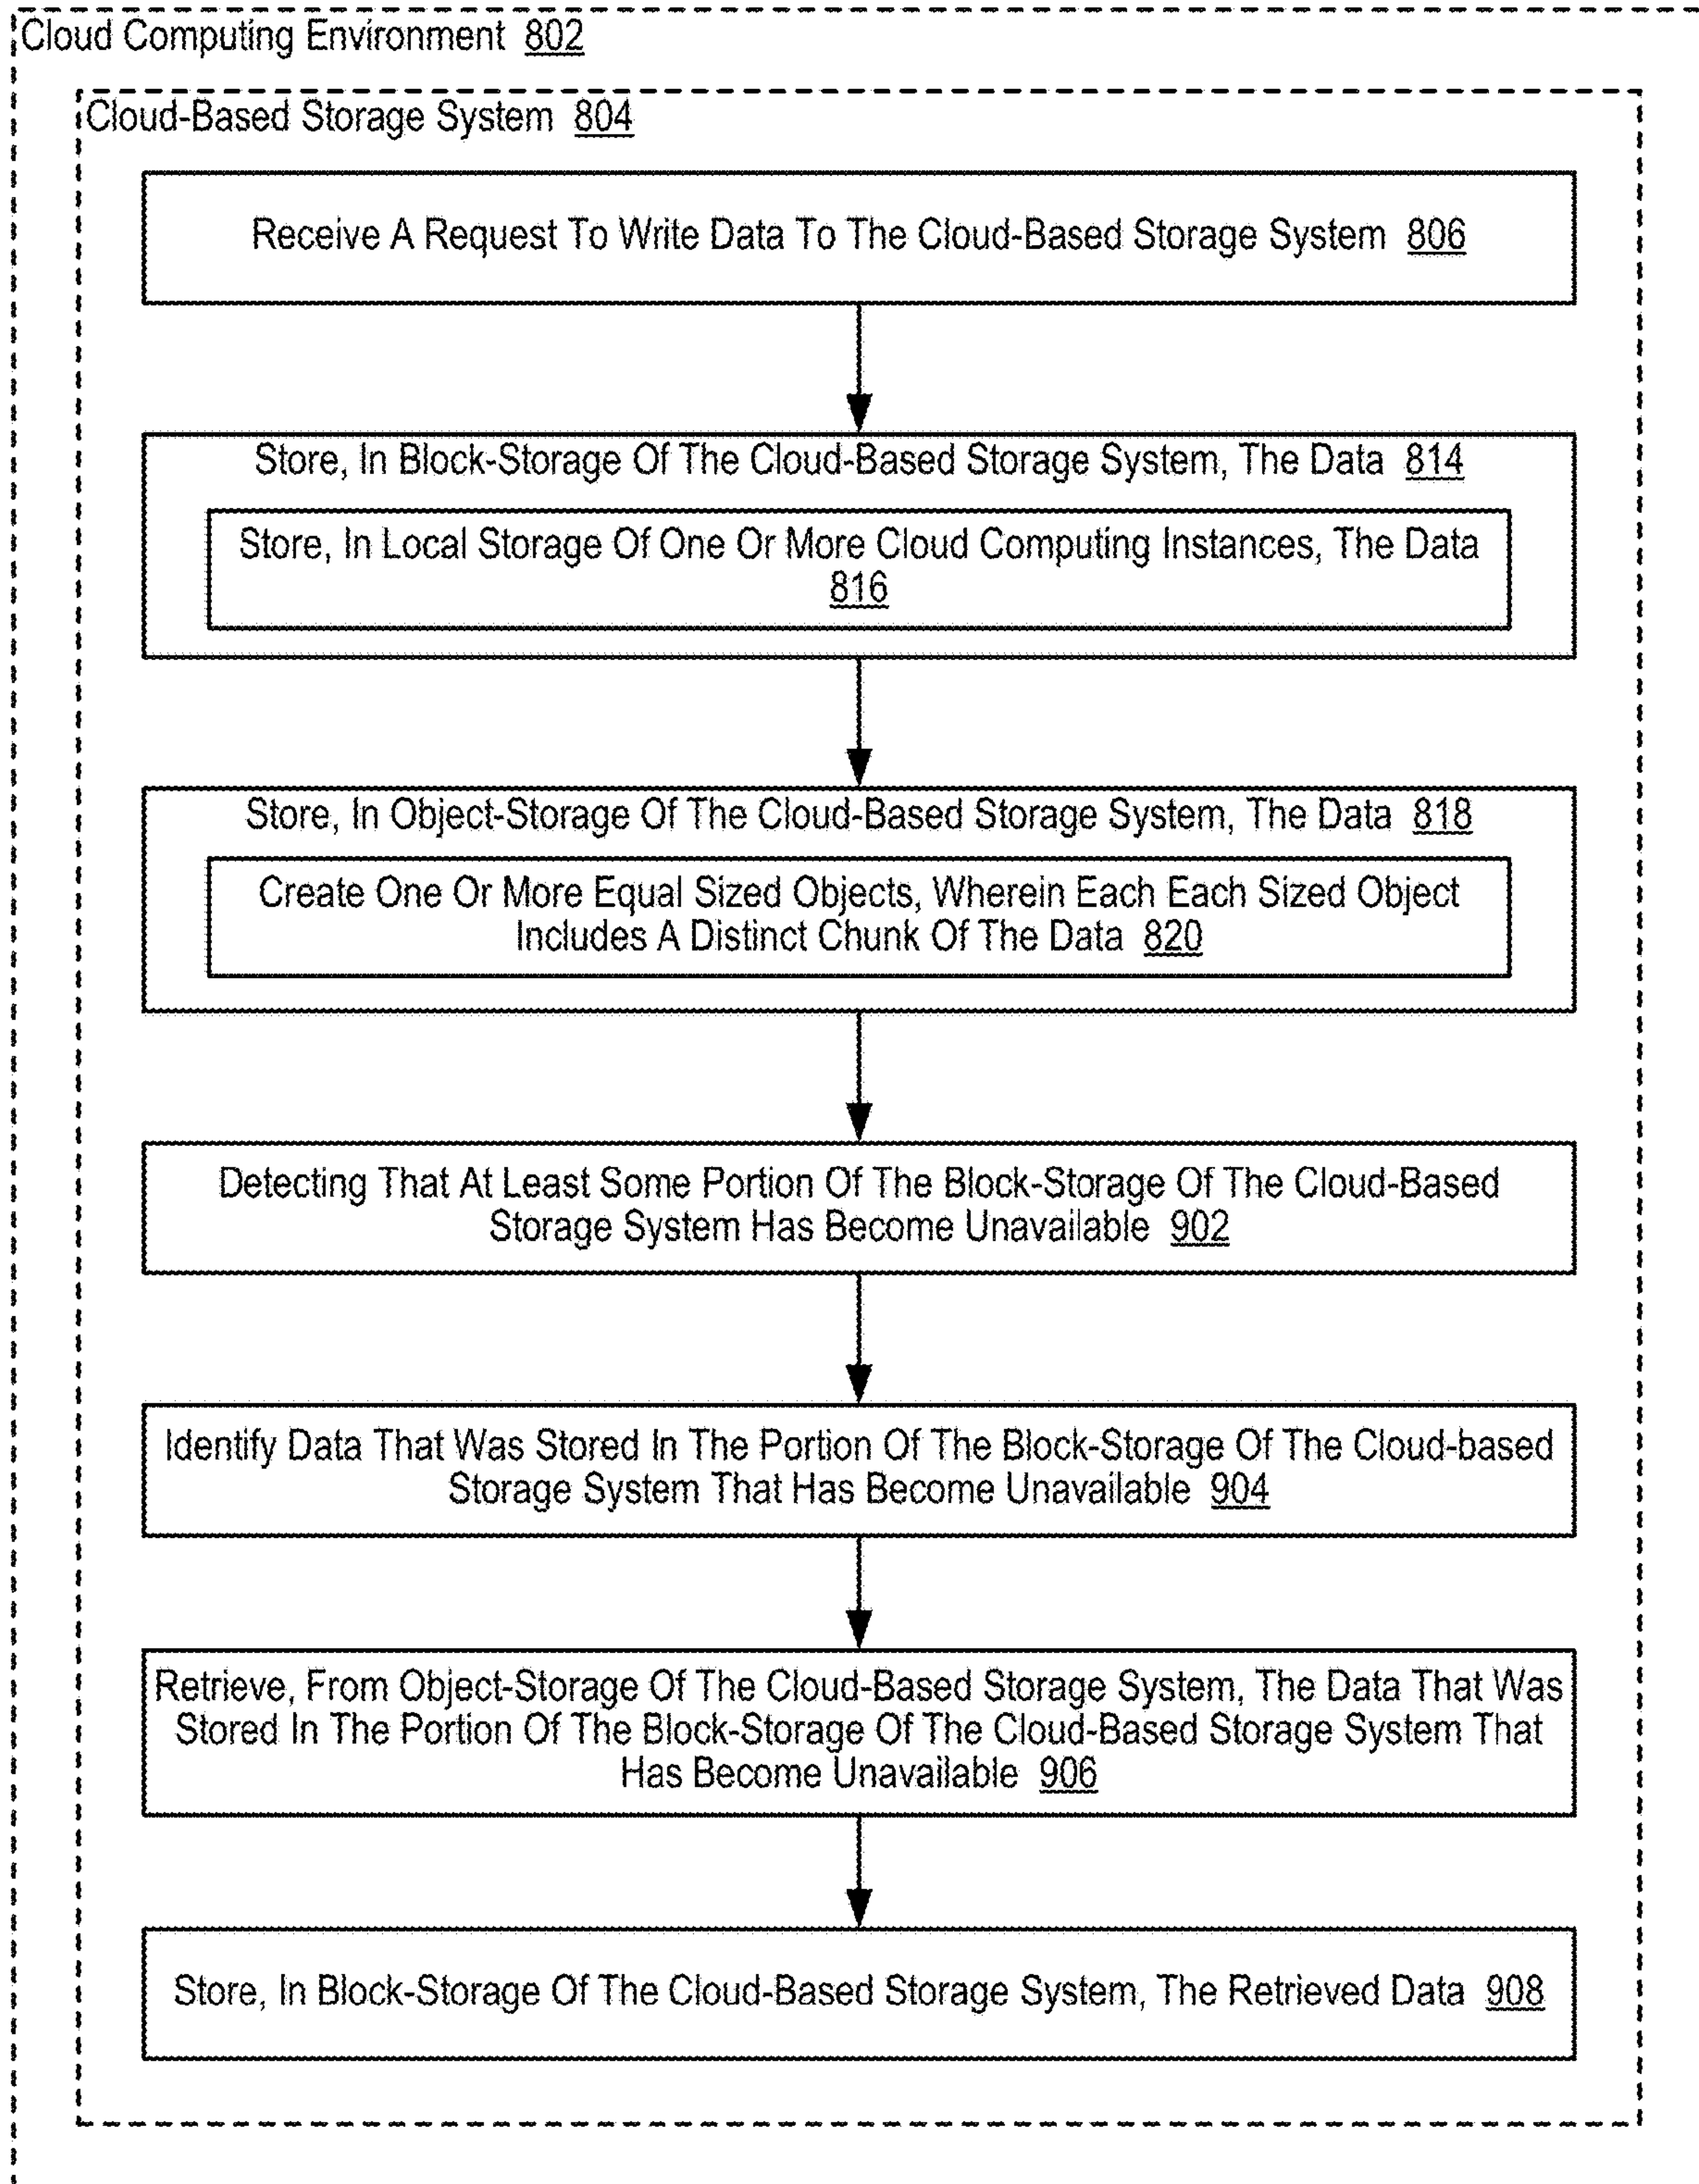 Cloud Computing Environment 802
Cloud-Based Storage System 804
Receive A Request To Write Data To The Cloud-Based Storage System 806
Store, In Block-Storage Of The Cloud-Based Storage System, The Data 814
Store, In Local Storage Of One Or More Cloud Computing Instances, The Data
816
Store, In Object-Storage Of The Cloud-Based Storage System, The Data 818
Create One Or More Equal Sized Objects, Wherein Each Each Sized Object
Includes A Distinct Chunk Of The Data 820
Detecting That At Least Some Portion Of The Block-Storage Of The Cloud-Based
Storage System Has Become Unavailable 902
Identify Data That Was Stored In The Portion Of The Block-Storage Of The Cloud-based
Storage System That Has Become Unavailable 904
Retrieve, From Object-Storage Of The Cloud-Based Storage System, The Data That Was
Stored In The Portion Of The Block-Storage Of The Cloud-Based Storage System That
Has Become Unavailable 906
Store, In Block-Storage Of The Cloud-Based Storage System, The Retrieved Data 908